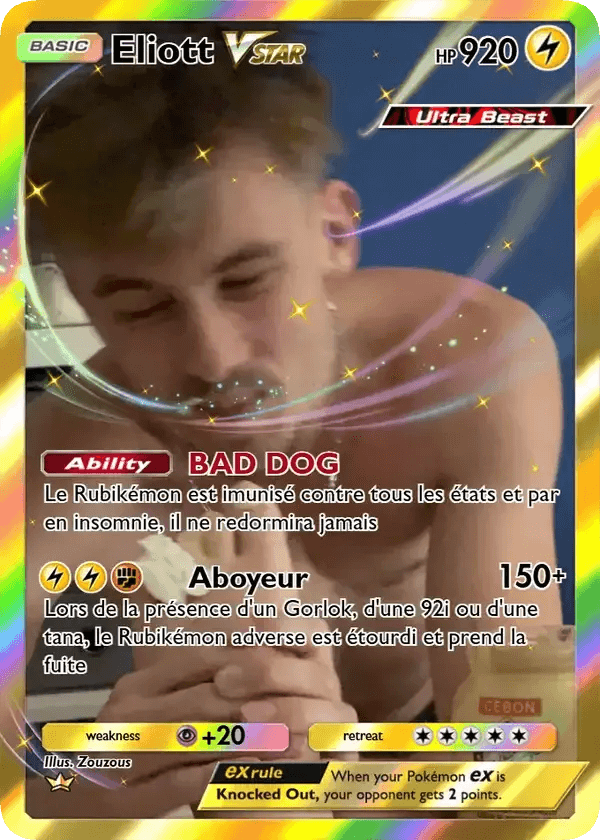 BASIC Eliott VSTAR HP 920
Ultra Beast
Ability BAD DOG
Le Rubikémon est imunisé contre tous les états et par
en insomnie, il ne redormira jamais
Aboyeur 150+
Lors de la présence d'un Gorlok, d'une 92i ou d'une
tana, le Rubikémon adverse est étourdi et prend la
fuite
CEBON
weakness +20 retreat
Illus. Zouzous
ex rule When your Pokémon ex is
Knocked Out, your opponent gets 2 points.